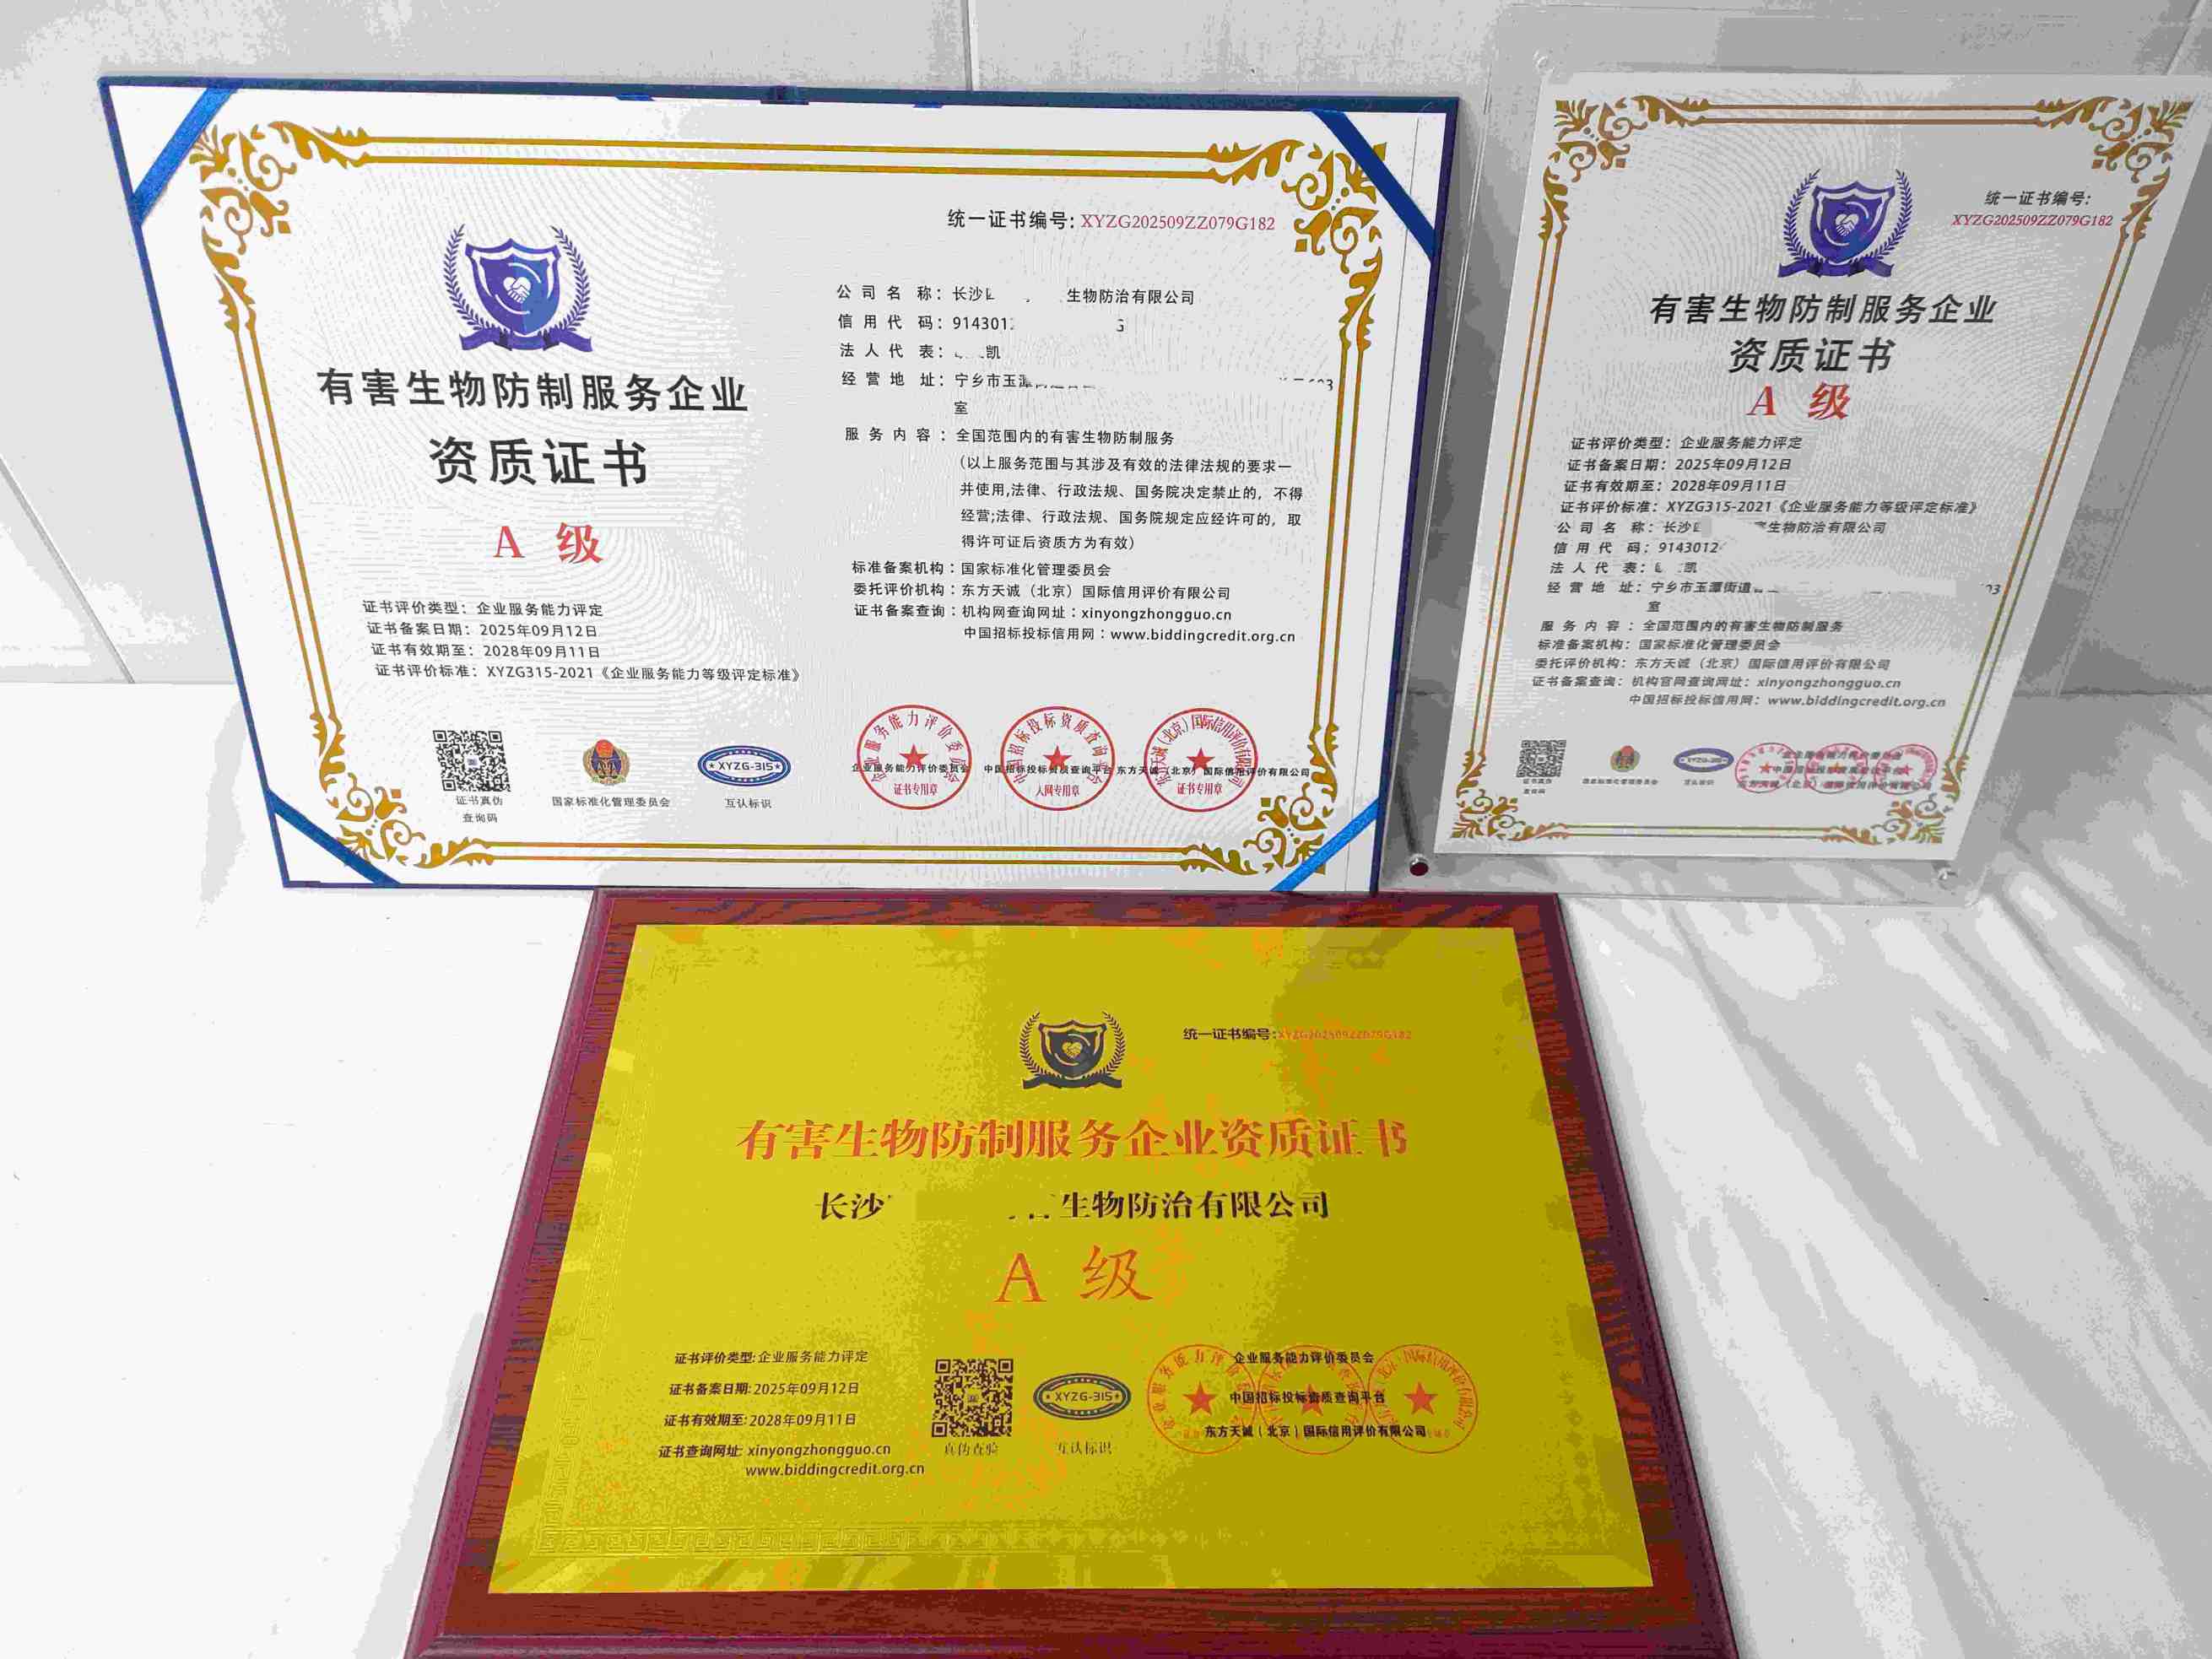 统一证书编号: XYZG202509ZZ079G182
有害生物防制服务企业
资质证书
A 级
证书评价类型: 企业服务能力评定
证书备案日期: 2025年09月12日
证书有效期至: 2028年09月11日
证书评价标准: XYZG315-2021《企业服务能力等级评定标准》
证书真伪
查询码
国家标准化管理委员会
XYZG-315
互认标识
公司名称: 长沙 生物防治有限公司
信用代码: 914301 G
法人代表: 凯
经营地址: 宁乡市玉潭
室
服务内容: 全国范围内的有害生物防制服务
(以上服务范围与其涉及有效的法律法规的要求一
并使用,法律、行政法规、国务院决定禁止的, 不得
经营;法律、行政法规、国务院规定应经许可的, 取
得许可证后资质方为有效)
标准备案机构: 国家标准化管理委员会
委托评价机构: 东方天诚（北京）国际信用评价有限公司
证书备案查询: 机构网查询网址: xinyongzhongguo.cn
中国招标投标信用网: www.biddingcredit.org.cn
企业服务能力评价委员会
证书专用章
中国招标投标资质查询平台
入网专用章
东方天诚（北京）国际信用评价有限公司
证书专用章
统一证书编号:
XYZG202509ZZ079G182
有害生物防制服务企业
资质证书
A 级
证书评价类型: 企业服务能力评定
证书备案日期: 2025年09月12日
证书有效期至: 2028年09月11日
证书评价标准: XYZG315-2021《企业服务能力等级评定标准》
公司名称: 长沙 生物防治有限公司
信用代码: 9143012
法人代表: 凯
经营地址: 宁乡市玉潭街道 03
室
服务内容: 全国范围内的有害生物防制服务
标准备案机构: 国家标准化管理委员会
委托评价机构: 东方天诚（北京）国际信用评价有限公司
证书备案查询: 机构官网查询网址: xinyongzhongguo.cn
中国招标投标信用网: www.biddingcredit.org.cn
证书真伪
查询码
国家标准化管理委员会
XYZG-315
互认标识
统一证书编号:XYZG202509ZZ079G182
有害生物防制服务企业资质证书
长沙 生物防治有限公司
A 级
证书评价类型:企业服务能力评定
证书备案日期:2025年09月12日
证书有效期至:2028年09月11日
证书查询网址: xinyongzhongguo.cn
www.biddingcredit.org.cn
真伪查验
XYZG-315
互认标识
企业服务能力评价委员会
中国招标投标资质查询平台
东方天诚（北京）国际信用评价有限公司